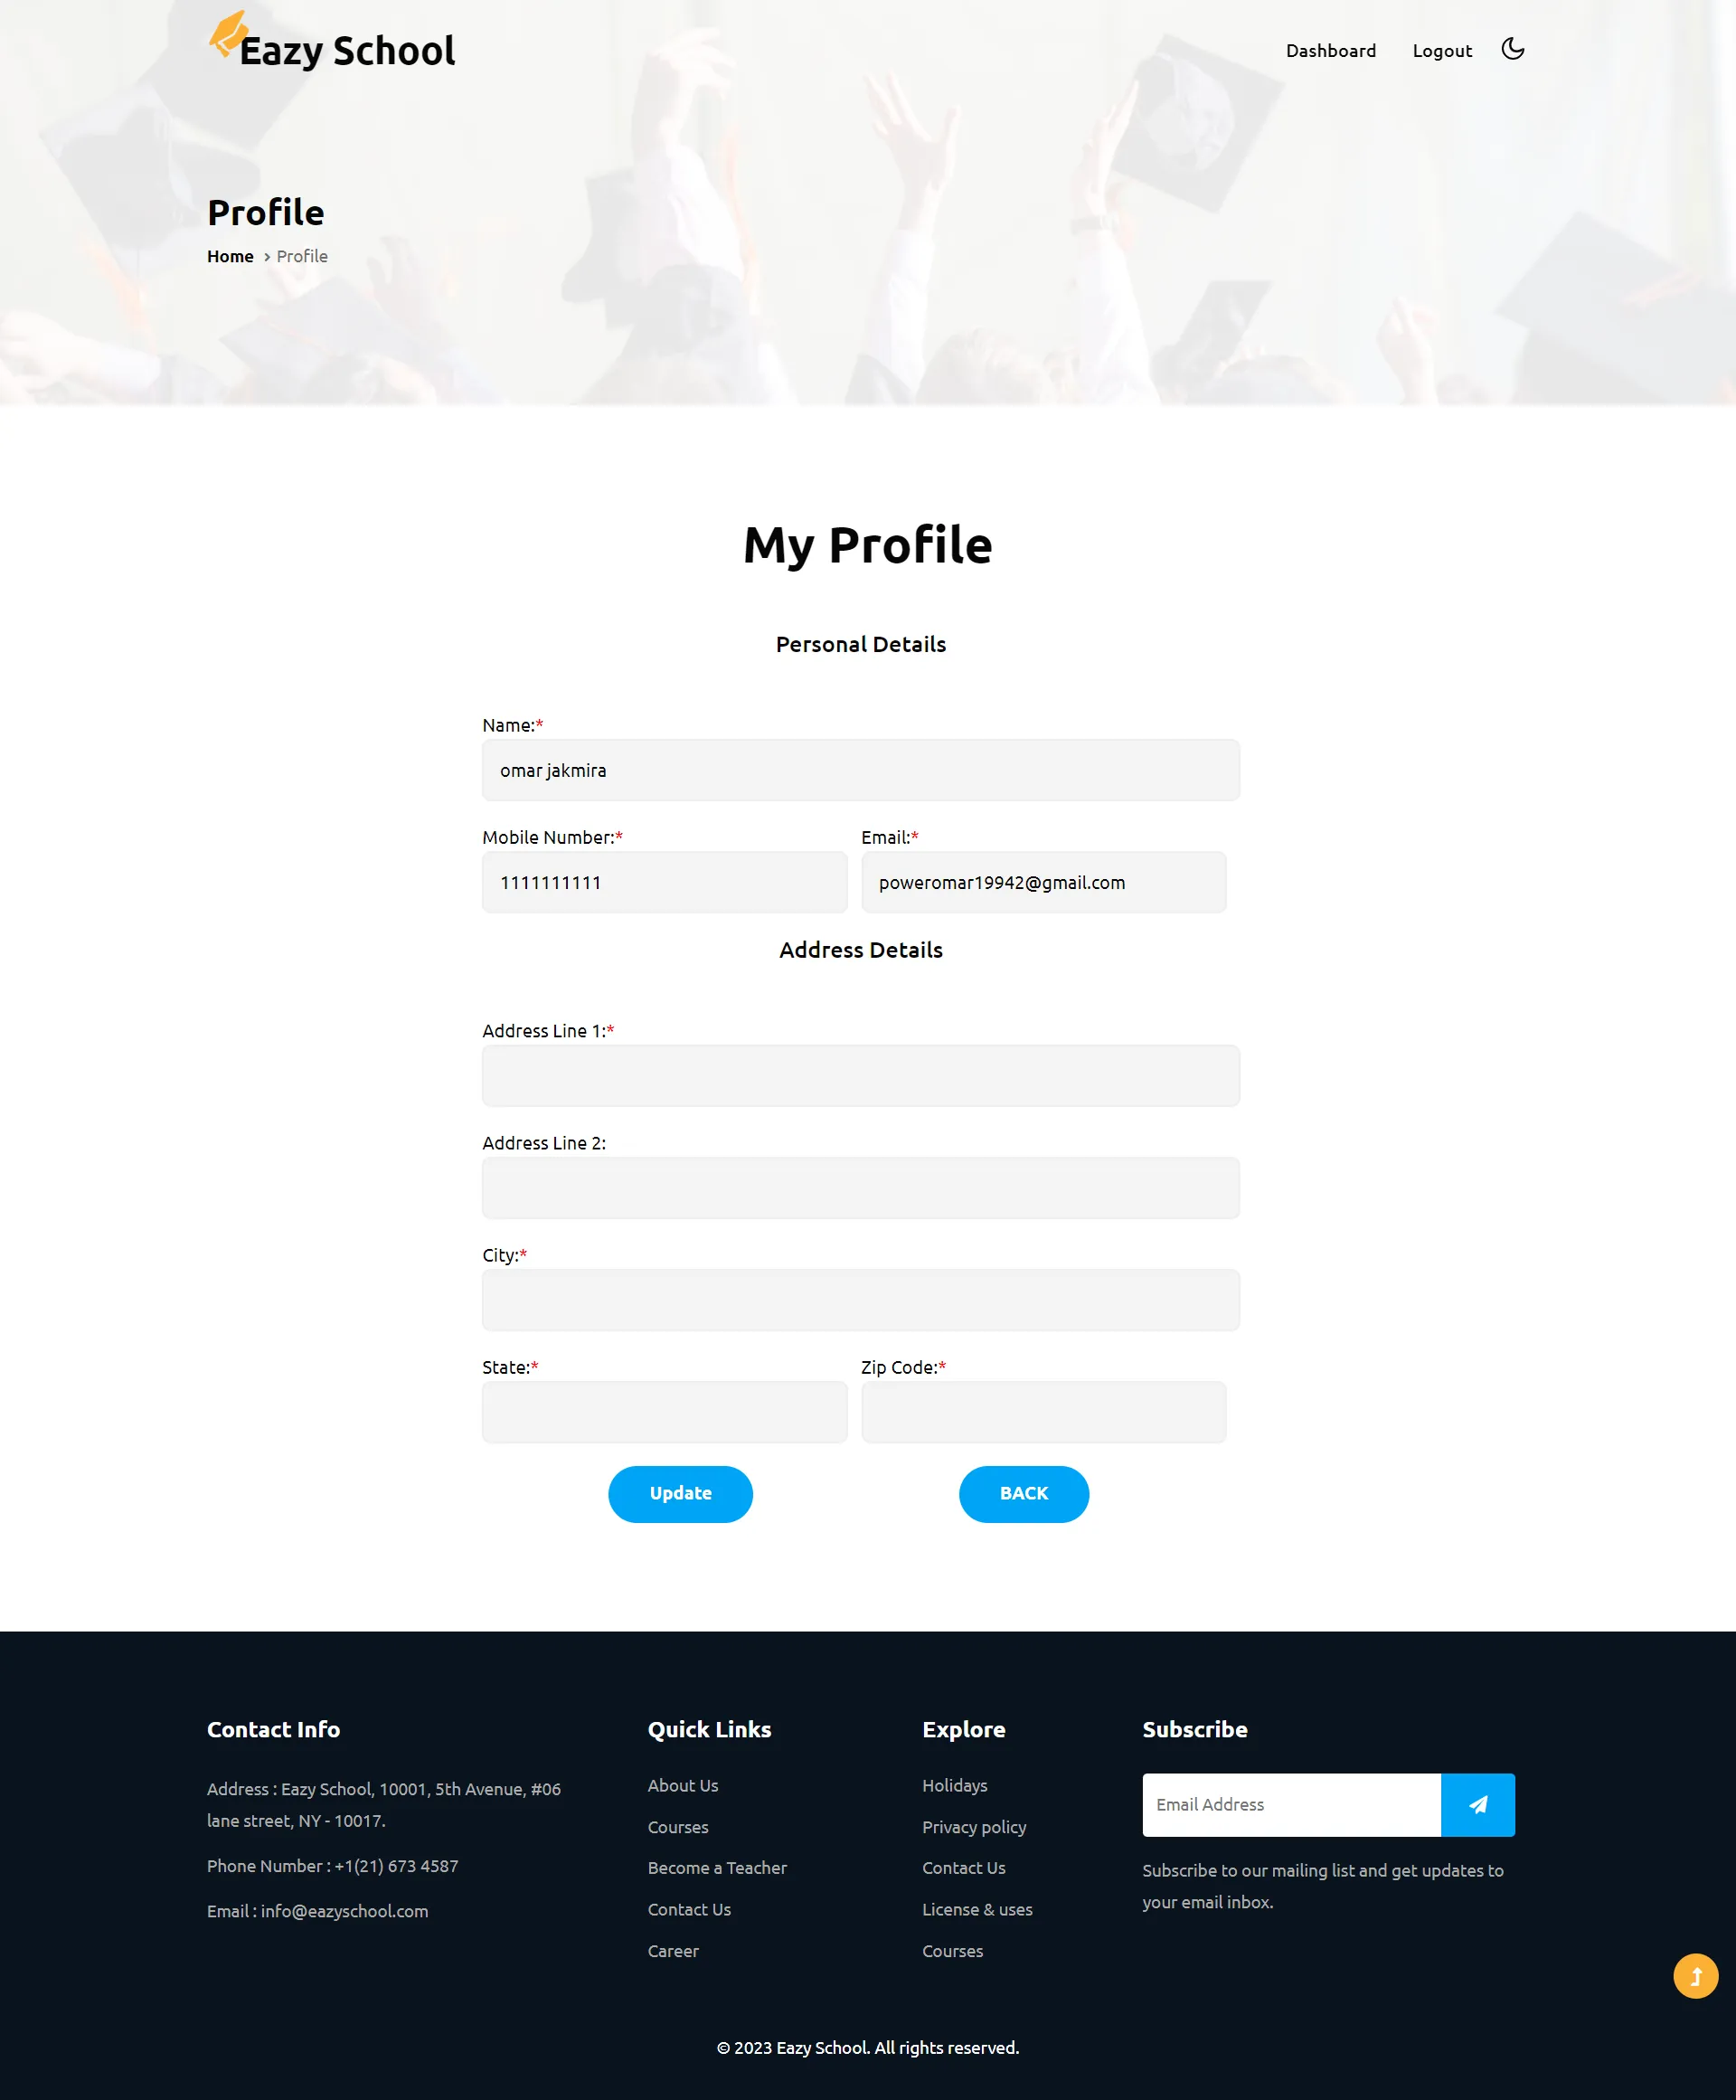 Eazy School
Dashboard
Logout
Profile
Home
Profile
My Profile
Personal Details
Name:*
omar jakmira
Mobile Number:*
Email:*
1111111111
poweromar19942@gmail.com
Address Details
Address Line 1:*
Address Line 2:
City:*
State:*
Zip Code:*
Update
BACK
Contact Info
Address : Eazy School, 10001, 5th Avenue, #06
lane street, NY - 10017.
Phone Number : +1(21) 673 4587
Email : info@eazyschool.com
Quick Links
About Us
Courses
Become a Teacher
Contact Us
Career
Explore
Holidays
Privacy policy
Contact Us
License & uses
Courses
Subscribe
Email Address
Subscribe to our mailing list and get updates to
your email inbox.
© 2023 Eazy School. All rights reserved.